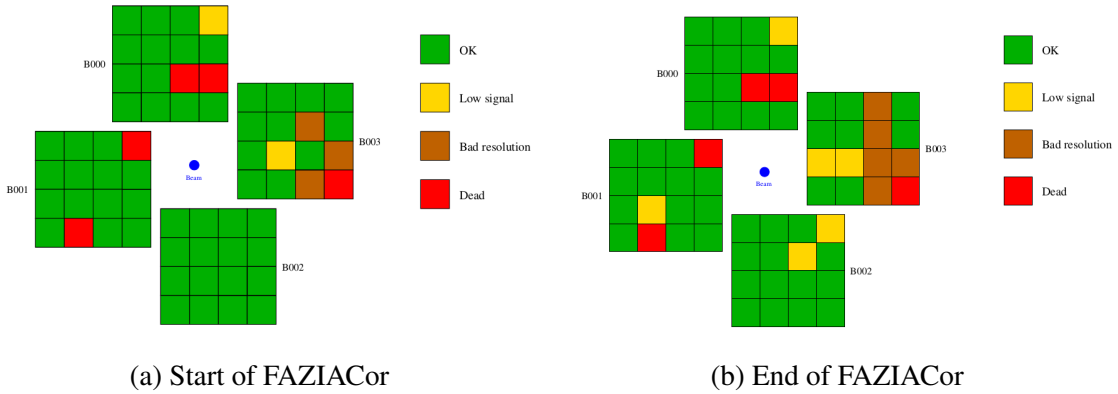 B000
B001
B002
B003
Beam
OK
Low signal
Bad resolution
Dead
(a) Start of FAZIACor
B000
B001
B002
B003
Beam
OK
Low signal
Bad resolution
Dead
(b) End of FAZIACor